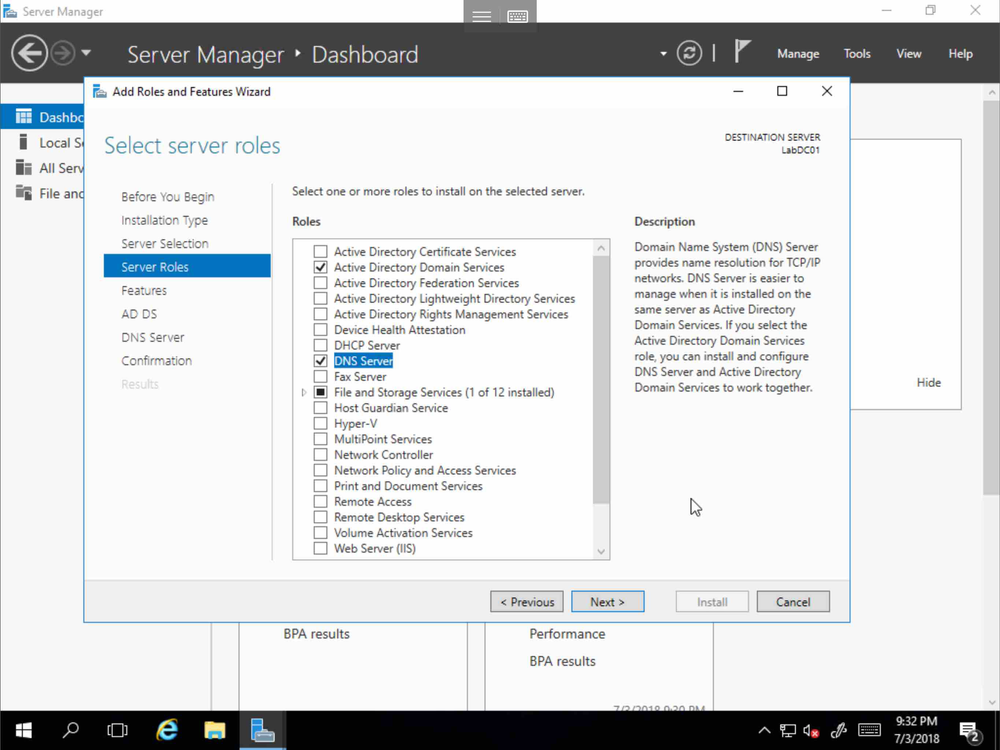 Server Manager
Server Manager • Dashboard
Manage
Tools
View
Help
Dashbo
Local Se
All Serv
File and
Add Roles and Features Wizard
Select server roles
DESTINATION SERVER
LabDC01
Before You Begin
Installation Type
Server Selection
Server Roles
Features
AD DS
DNS Server
Confirmation
Results
Select one or more roles to install on the selected server.
Roles
Active Directory Certificate Services
Active Directory Domain Services
Active Directory Federation Services
Active Directory Lightweight Directory Services
Active Directory Rights Management Services
Device Health Attestation
DHCP Server
DNS Server
Fax Server
File and Storage Services (1 of 12 installed)
Host Guardian Service
Hyper-V
MultiPoint Services
Network Controller
Network Policy and Access Services
Print and Document Services
Remote Access
Remote Desktop Services
Volume Activation Services
Web Server (IIS)
Description
Domain Name System (DNS) Server
provides name resolution for TCP/IP
networks. DNS Server is easier to
manage when it is installed on the
same server as Active Directory
Domain Services. If you select the
Active Directory Domain Services
role, you can install and configure
DNS Server and Active Directory
Domain Services to work together.
Hide
< Previous
Next >
Install
Cancel
BPA results
Performance
BPA results
7/3/2018 9:30 PM
9:32 PM
7/3/2018
2